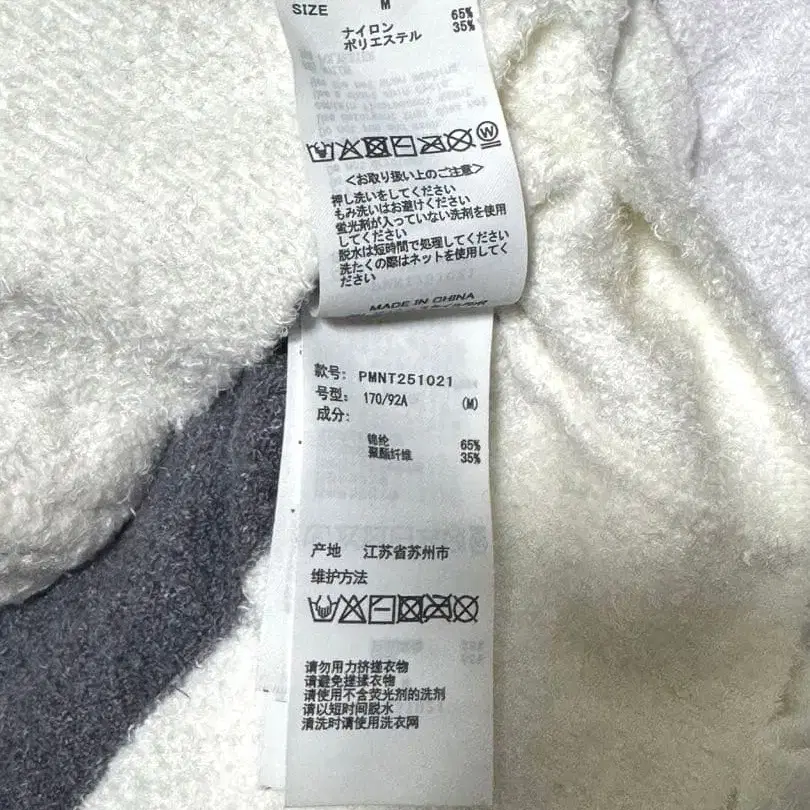 SIZE M
ナイロン 65%
ポリエステル 35%
W
<お取り扱い上のご注意>
押し洗いをしてください
もみ洗いはお避けください
蛍光剤が入っていない洗剤を使用
してください
脱水は短時間で処理してください
洗たくの際はネットを使用してく
ださい
MADE IN CHINA
款号: PMNT251021
号型: 170/92A (M)
成分:
锦纶 65%
聚酯纤维 35%
产地 江苏省苏州市
维护方法
请勿用力挤搓衣物
请避免搓揉衣物
请使用不含荧光剂的洗剂
请以短时间脱水
清洗时请使用洗衣网